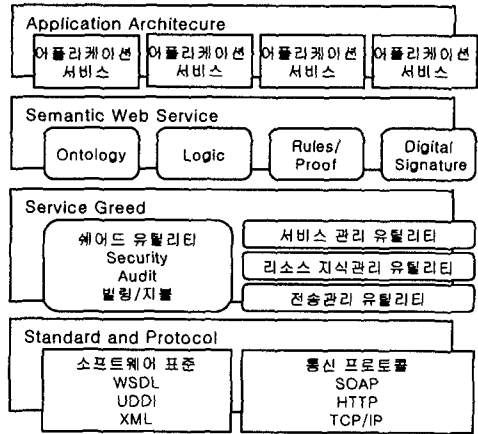 Application Architecure
어플리케이션 어플리케이션 어플리케이션 어플리케이션
서비스 서비스 서비스 서비스
Semantic Web Service
Ontology
Logic
Rules/
Proof
Digital
Signature
Service Greed
쉐어드 유틸리티
Security
Audit
빌링/지불
서비스 관리 유틸리티
리소스 지식관리 유틸리티
전송관리 유틸리티
Standard and Protocol
소프트웨어 표준
WSDL
UDDI
XML
통신 프로토콜
SOAP
HTTP
TCP/IP